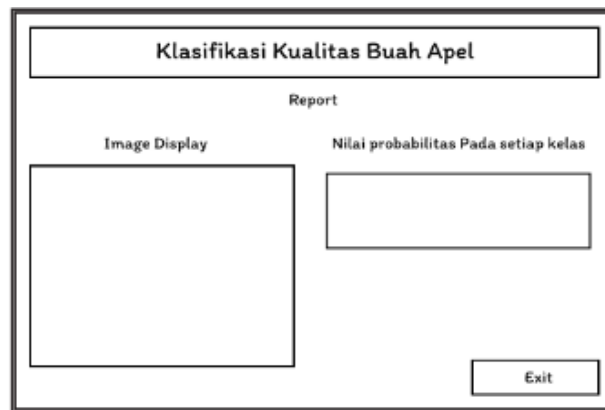 Klasifikasi Kualitas Buah Apel
Report
Image Display
Nilai probabilitas Pada setiap kelas
Exit